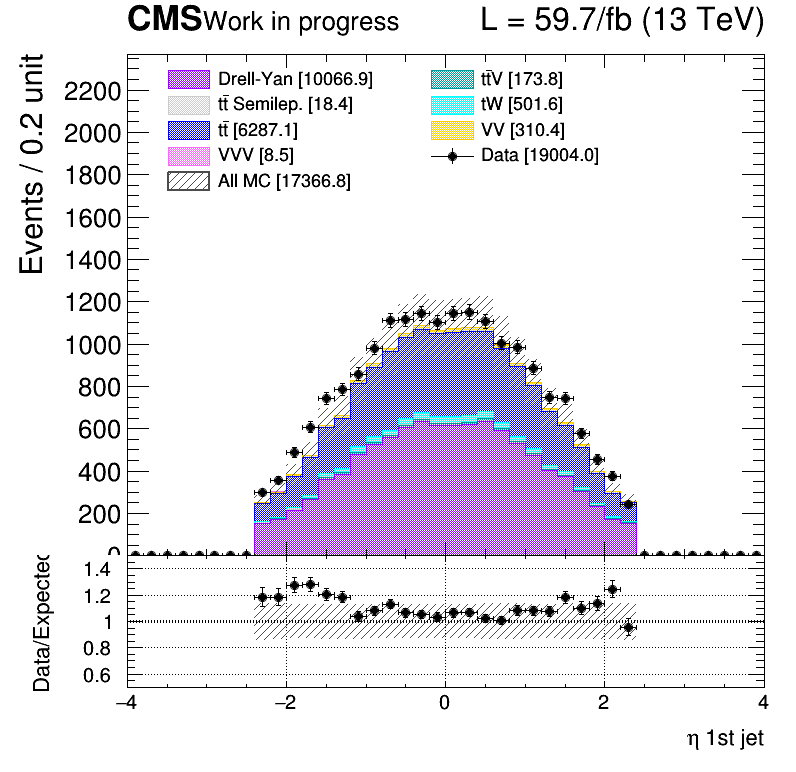 CMS Work in progress L = 59.7/fb (13 TeV)
Events / 0.2 unit
2200
2000
1800
1600
1400
1200
1000
800
600
400
200
0
Drell-Yan [10066.9]
tt̄ Semilep. [18.4]
tt̄ [6287.1]
VVV [8.5]
All MC [17366.8]
tt̄V [173.8]
tW [501.6]
VV [310.4]
Data [19004.0]
Data/Expected
1.4
1.2
1
0.8
0.6
−4 −2 0 2 4
η 1st jet